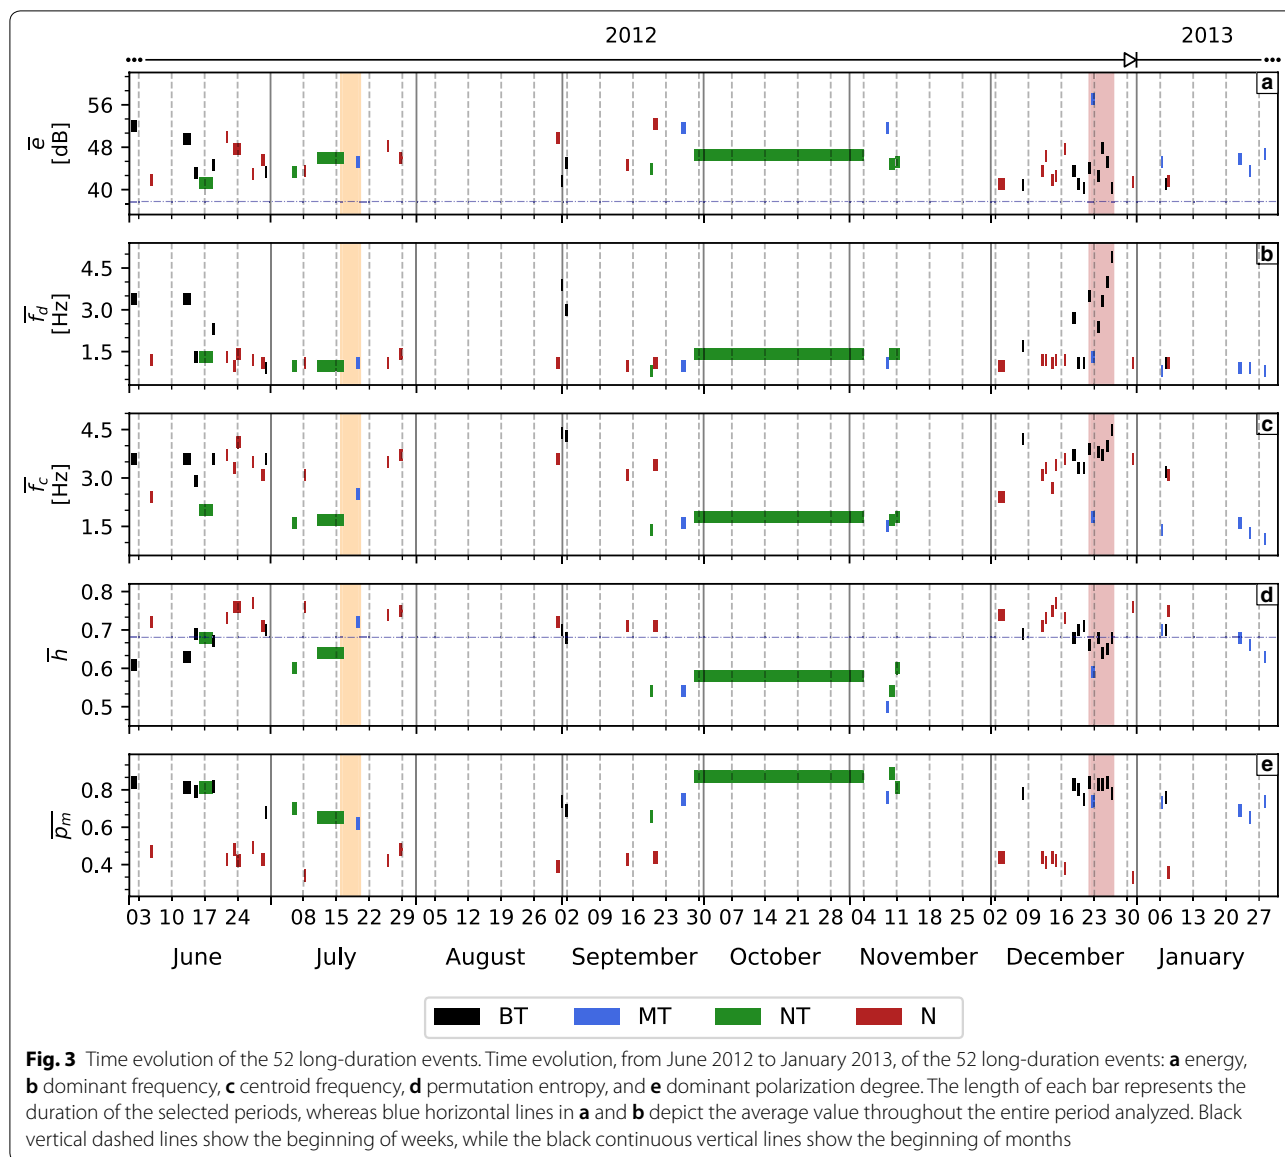 2012 2013
a
e
[dB]
56
48
40
b
f_d
[Hz]
4.5
3.0
1.5
c
f_c
[Hz]
4.5
3.0
1.5
d
h
0.8
0.7
0.6
0.5
e
p_m
0.8
0.6
0.4
03 10 17 24 08 15 22 29 05 12 19 26 02 09 16 23 30 07 14 21 28 04 11 18 25 02 09 16 23 30 06 13 20 27
June July August September October November December January
BT MT NT N
Fig. 3 Time evolution of the 52 long-duration events. Time evolution, from June 2012 to January 2013, of the 52 long-duration events: a energy,
b dominant frequency, c centroid frequency, d permutation entropy, and e dominant polarization degree. The length of each bar represents the
duration of the selected periods, whereas blue horizontal lines in a and b depict the average value throughout the entire period analyzed. Black
vertical dashed lines show the beginning of weeks, while the black continuous vertical lines show the beginning of months